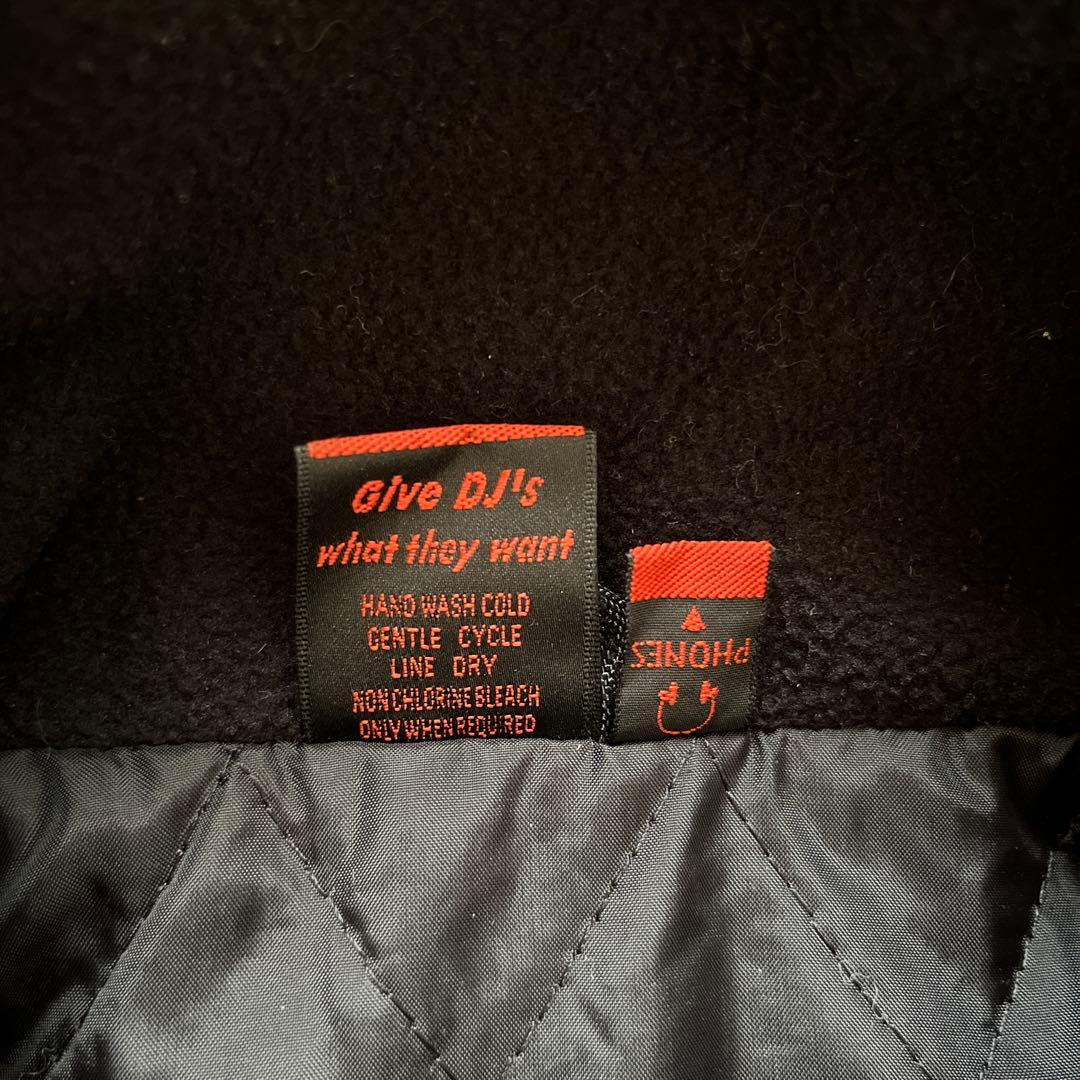 Give DJ's
what they want
HAND WASH COLD
GENTLE CYCLE
LINE DRY
NON CHLORINE BLEACH
ONLY WHEN REQUIRED
PHONES